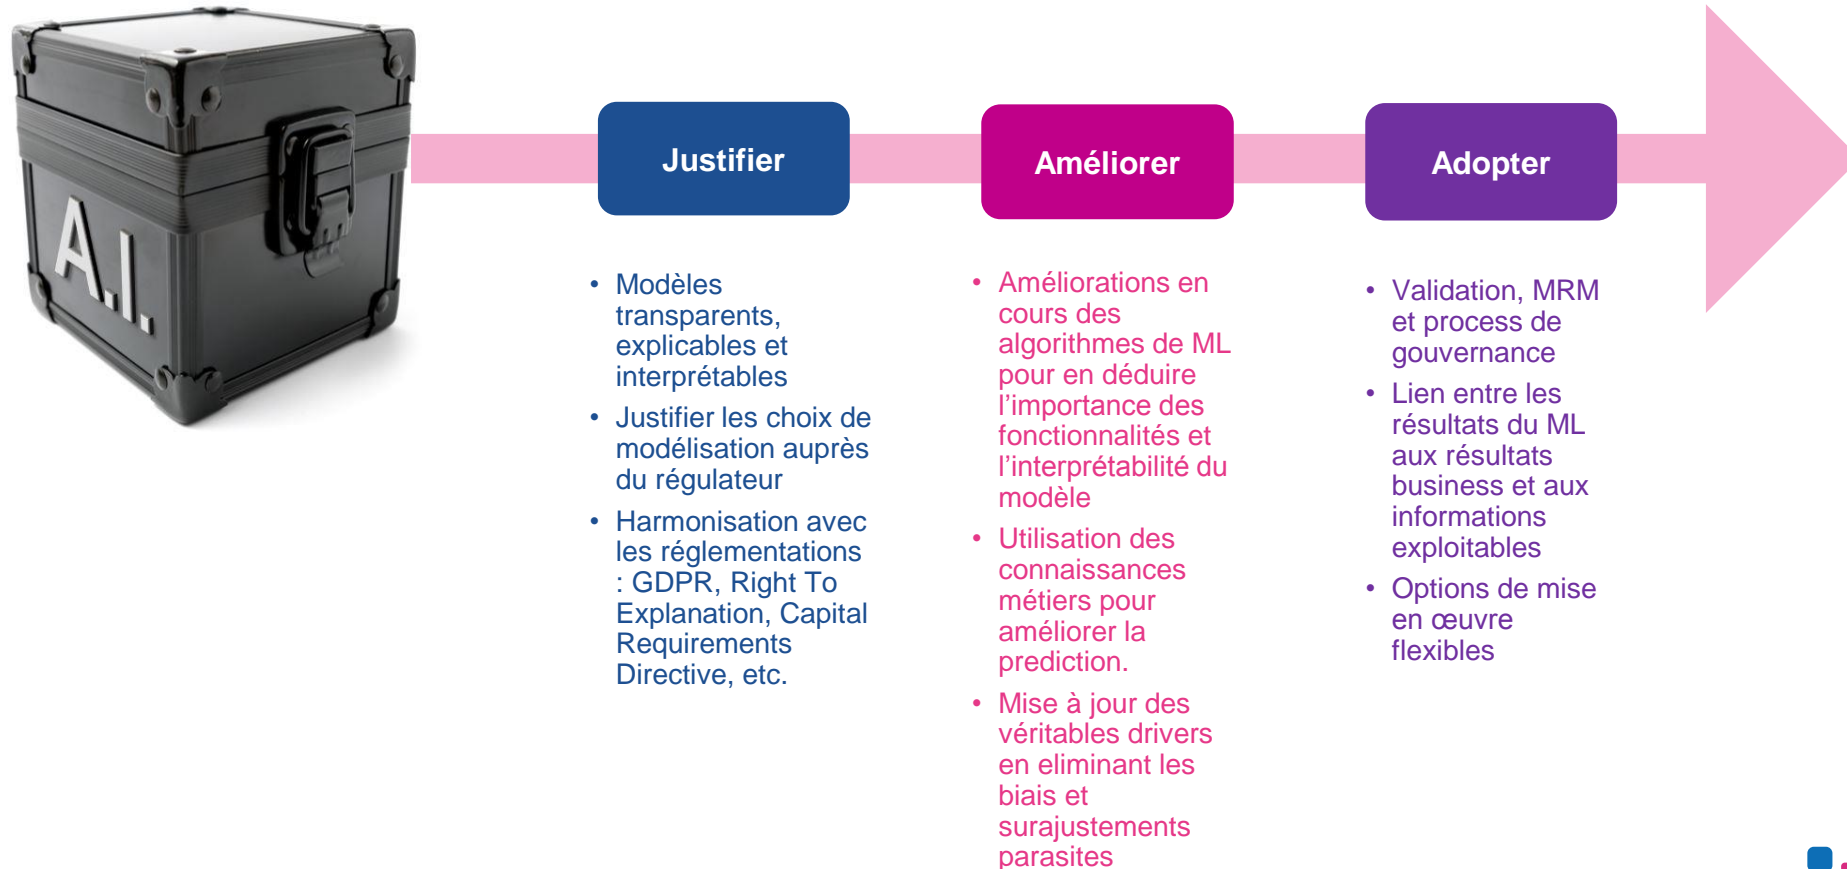 A.I.
Justifier
Améliorer
Adopter
• Modèles
transparents,
explicables et
interprétables
• Justifier les choix de
modélisation auprès
du régulateur
• Harmonisation avec
les réglementations
: GDPR, Right To
Explanation, Capital
Requirements
Directive, etc.
• Améliorations en
cours des
algorithmes de ML
pour en déduire
l’importance des
fonctionnalités et
l’interprétabilité du
modèle
• Utilisation des
connaissances
métiers pour
améliorer la
prediction.
• Mise à jour des
véritables drivers
en eliminant les
biais et
surajustements
parasites
• Validation, MRM
et process de
gouvernance
• Lien entre les
résultats du ML
aux résultats
business et aux
informations
exploitables
• Options de mise
en œuvre
flexibles